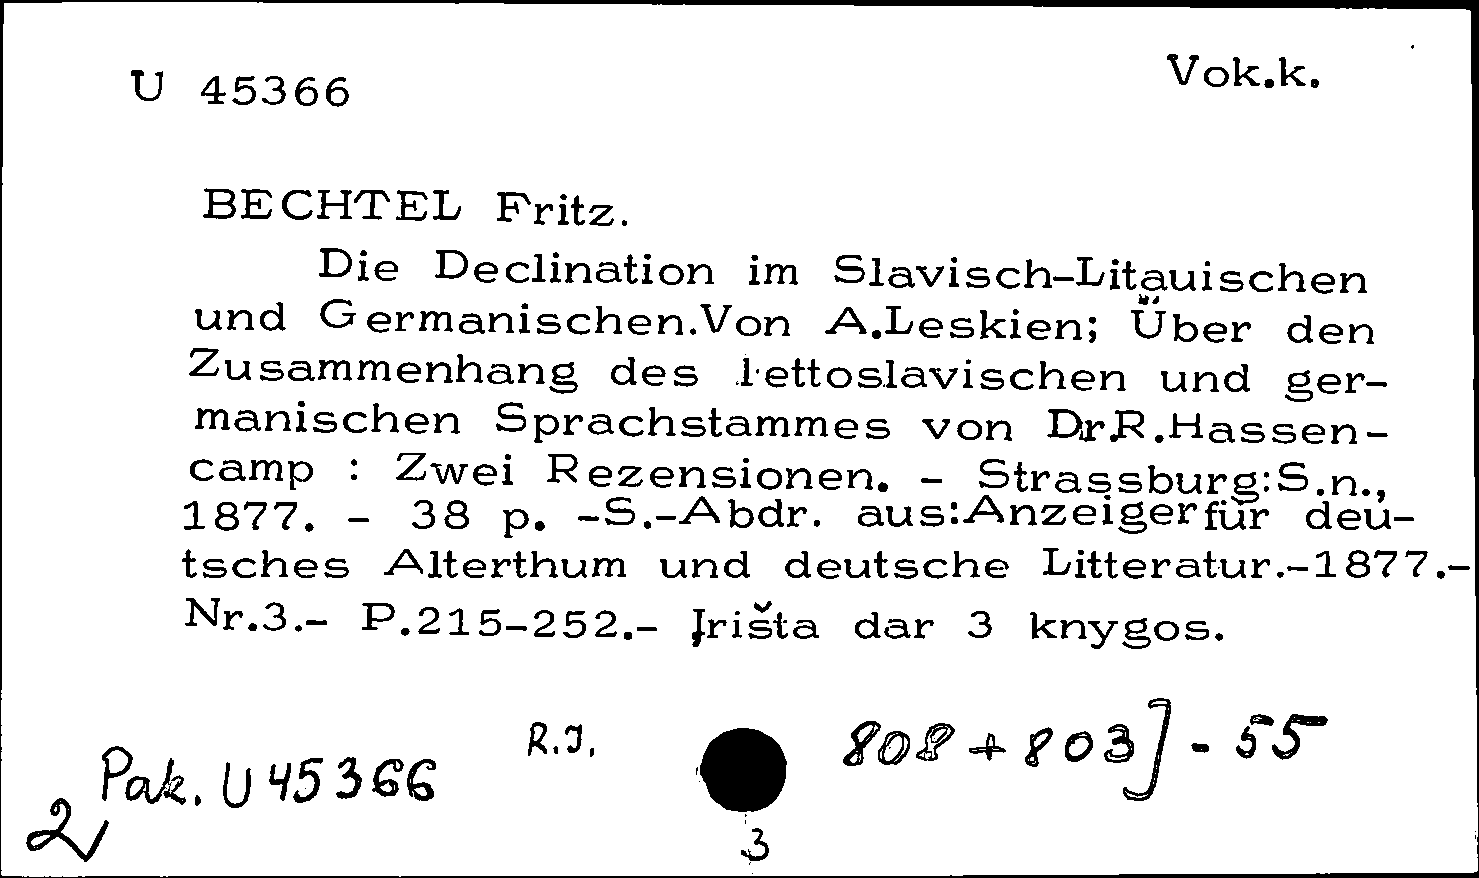 U 45366
Vok.k.
BECHTEL Fritz.
Die Declination im Slavisch-Litauischen
und Germanischen.Von A.Leskien; Über den
Zusammenhang des lettoslavischen und ger-
manischen Sprachstammes von Dr.R.Hassen-
camp : Zwei Rezensionen. - Strassburg:S.n.,
1877. - 38 p. -S.-Abdr. aus:Anzeiger für deu-
tsches Alterthum und deutsche Litteratur.-1877.-
Nr.3.- P.215-252.- Įrišta dar 3 knygos.
R.J.
808 + 803] - 55
Pak. U 45366
2
3